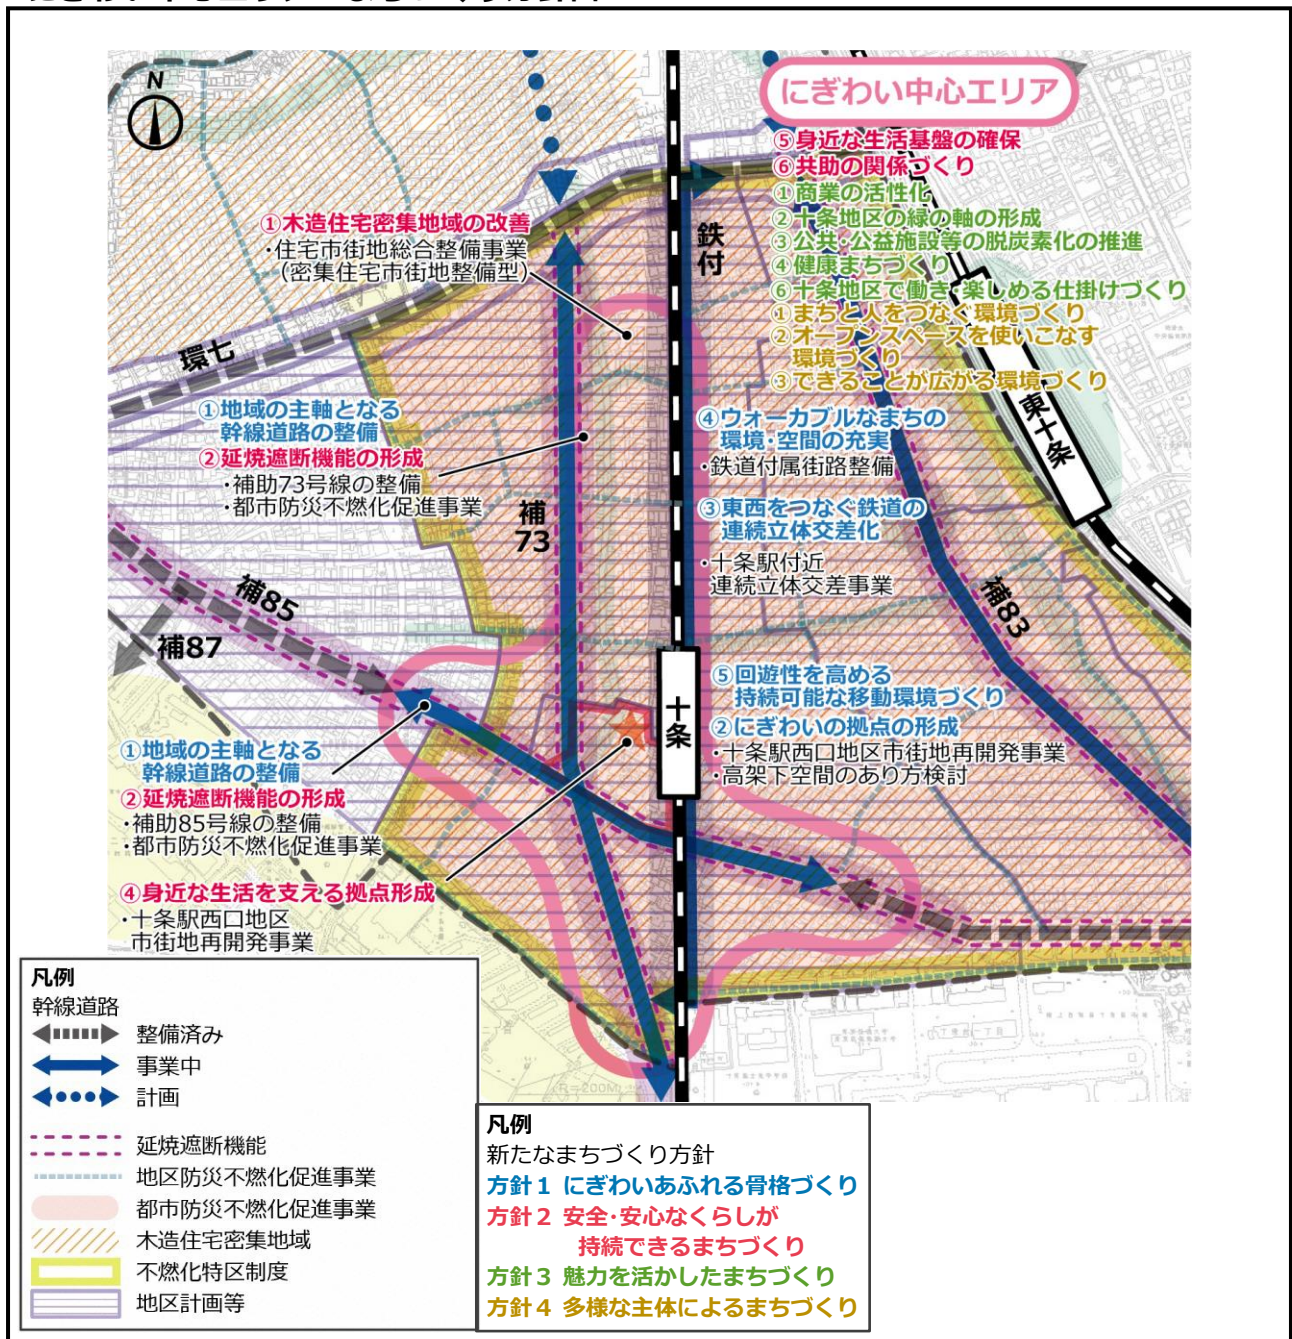 にぎわい中心エリア
⑤身近な生活基盤の確保
⑥共助の関係づくり
①商業の活性化
②十条地区の緑の軸の形成
③公共・公益施設等の脱炭素化の推進
④健康まちづくり
⑥十条地区で働き・楽しめる仕掛けづくり
①まちと人をつなぐ環境づくり
②オープンスペースを使いこなす
環境づくり
③できることが広がる環境づくり
N
①木造住宅密集地域の改善
・住宅市街地総合整備事業
（密集住宅市街地整備型）
鉄付
環七
東十条
①地域の主軸となる
幹線道路の整備
②延焼遮断機能の形成
・補助73号線の整備
・都市防災不燃化促進事業
④ウォーカブルなまちの
環境・空間の充実
・鉄道付属街路整備
③東西をつなぐ鉄道の
連続立体交差化
・十条駅付近
連続立体交差事業
補
73
補85
補87
補83
十条
⑤回遊性を高める
持続可能な移動環境づくり
②にぎわいの拠点の形成
・十条駅西口地区市街地再開発事業
・高架下空間のあり方検討
①地域の主軸となる
幹線道路の整備
②延焼遮断機能の形成
・補助85号線の整備
・都市防災不燃化促進事業
④身近な生活を支える拠点形成
・十条駅西口地区
市街地再開発事業
凡例
幹線道路
整備済み
事業中
計画
延焼遮断機能
地区防災不燃化促進事業
都市防災不燃化促進事業
木造住宅密集地域
不燃化特区制度
地区計画等
凡例
新たなまちづくり方針
方針１ にぎわいあふれる骨格づくり
方針２ 安全・安心なくらしが
持続できるまちづくり
方針３ 魅力を活かしたまちづくり
方針４ 多様な主体によるまちづくり